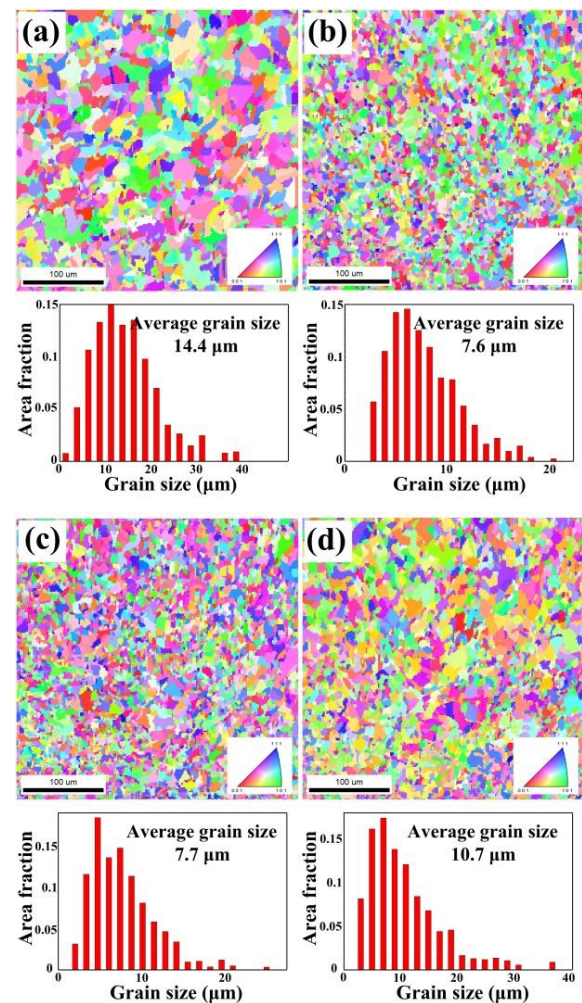 (a)
(b)
111
001 101
100 um
111
001 101
100 um
0.15
0.1
0.05
0
Area fraction
Average grain size
14.4 μm
0 10 20 30 40
Grain size (μm)
0.15
0.1
0.05
0
Area fraction
Average grain size
7.6 μm
0 10 20
Grain size (μm)
(c)
(d)
111
001 101
100 um
111
001 101
100 um
0.15
0.1
0.05
0
Area fraction
Average grain size
7.7 μm
0 10 20
Grain size (μm)
0.15
0.10
0.05
0.00
Area fraction
Average grain size
10.7 μm
0 10 20 30 40
Grain size (μm)